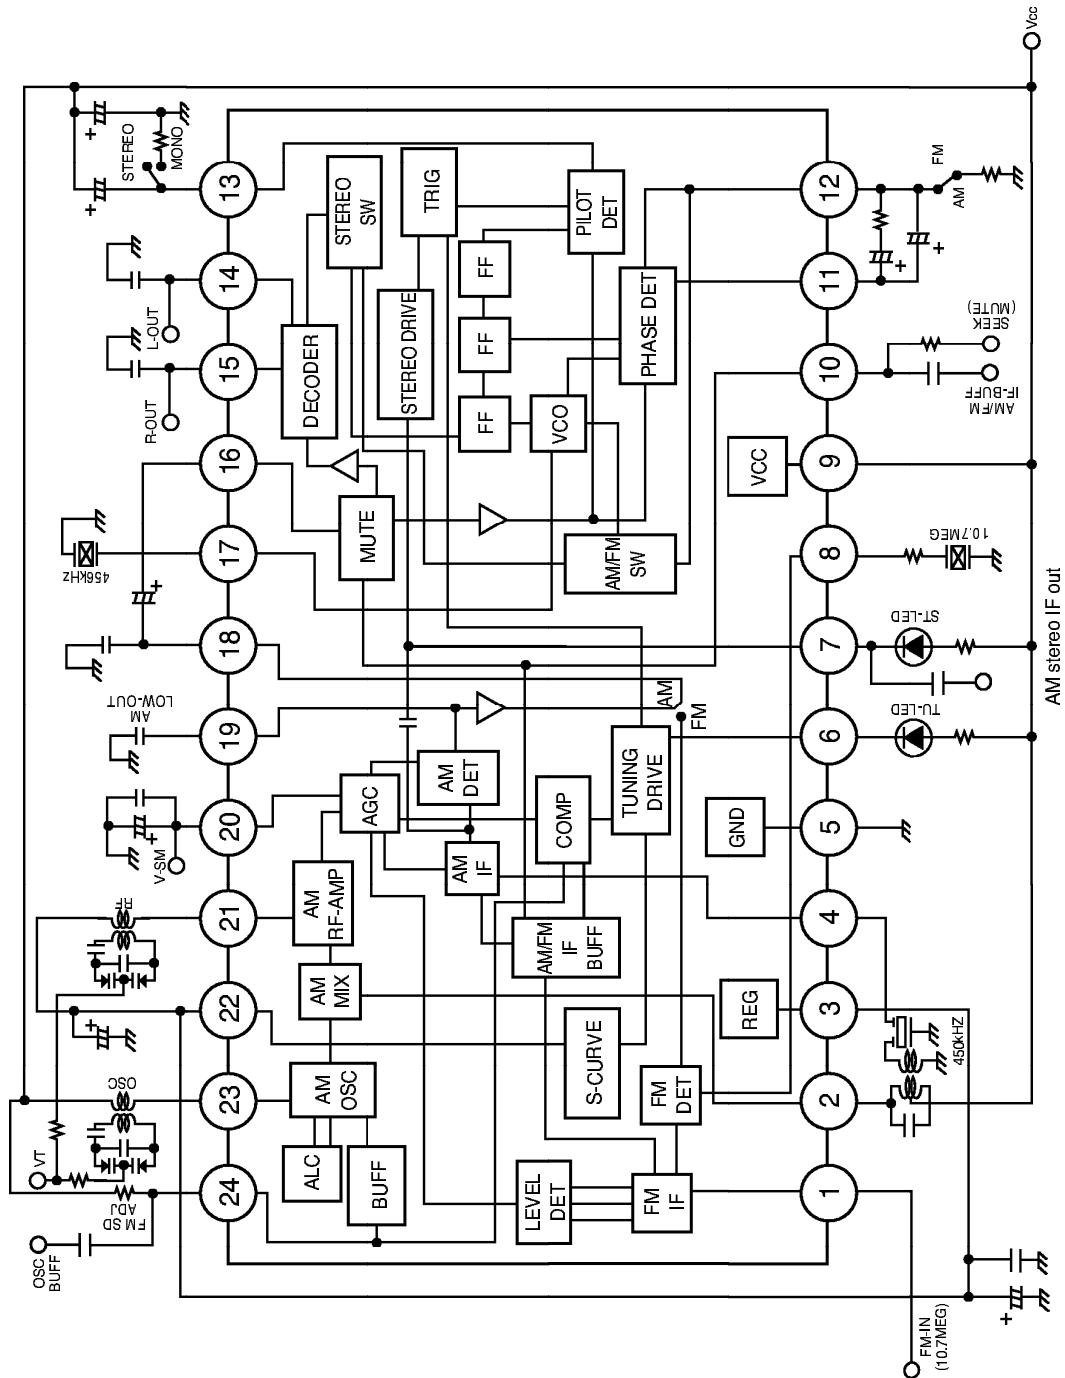 Vcc
STEREO
MONO
13
14
15
16
17
18
19
20
21
22
23
24
12
11
10
9
8
7
6
5
4
3
2
1
L-OUT
R-OUT
456kHz
AM
LOW-OUT
V-SM
RF
OSC
VT
FM SD
ADJ
OSC
BUFF
STEREO
SW
TRIG
PILOT
DET
FF
FF
FF
DECODER
STEREO DRIVE
PHASE DET
VCO
MUTE
AM/FM
SW
VCC
AM
FM
AGC
AM
DET
COMP
TUNING
DRIVE
GND
AM
IF
AM
RF-AMP
AM/FM
IF
BUFF
AM
MIX
REG
S-CURVE
AM
OSC
FM
DET
ALC
BUFF
LEVEL
DET
FM
IF
FM
AM
SEEK
(MUTE)
AM/FM
IF-BUFF
10.7MEG
ST-LED
TU-LED
AM stereo IF out
450kHZ
FM-IN
(10.7MEG)